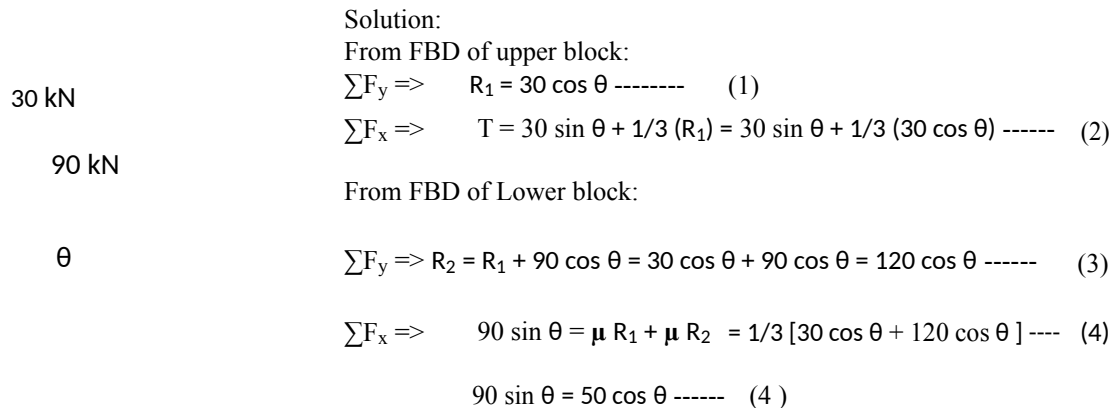 Solution:
From FBD of upper block:
∑Fy => R1 = 30 cos θ -------- (1)
30 kN
∑Fx => T = 30 sin θ + 1/3 (R1) = 30 sin θ + 1/3 (30 cos θ) ------ (2)
90 kN
From FBD of Lower block:
θ
∑Fy => R2 = R1 + 90 cos θ = 30 cos θ + 90 cos θ = 120 cos θ ------ (3)
∑Fx => 90 sin θ = μ R1 + μ R2 = 1/3 [30 cos θ + 120 cos θ ] ---- (4)
90 sin θ = 50 cos θ ------ (4 )